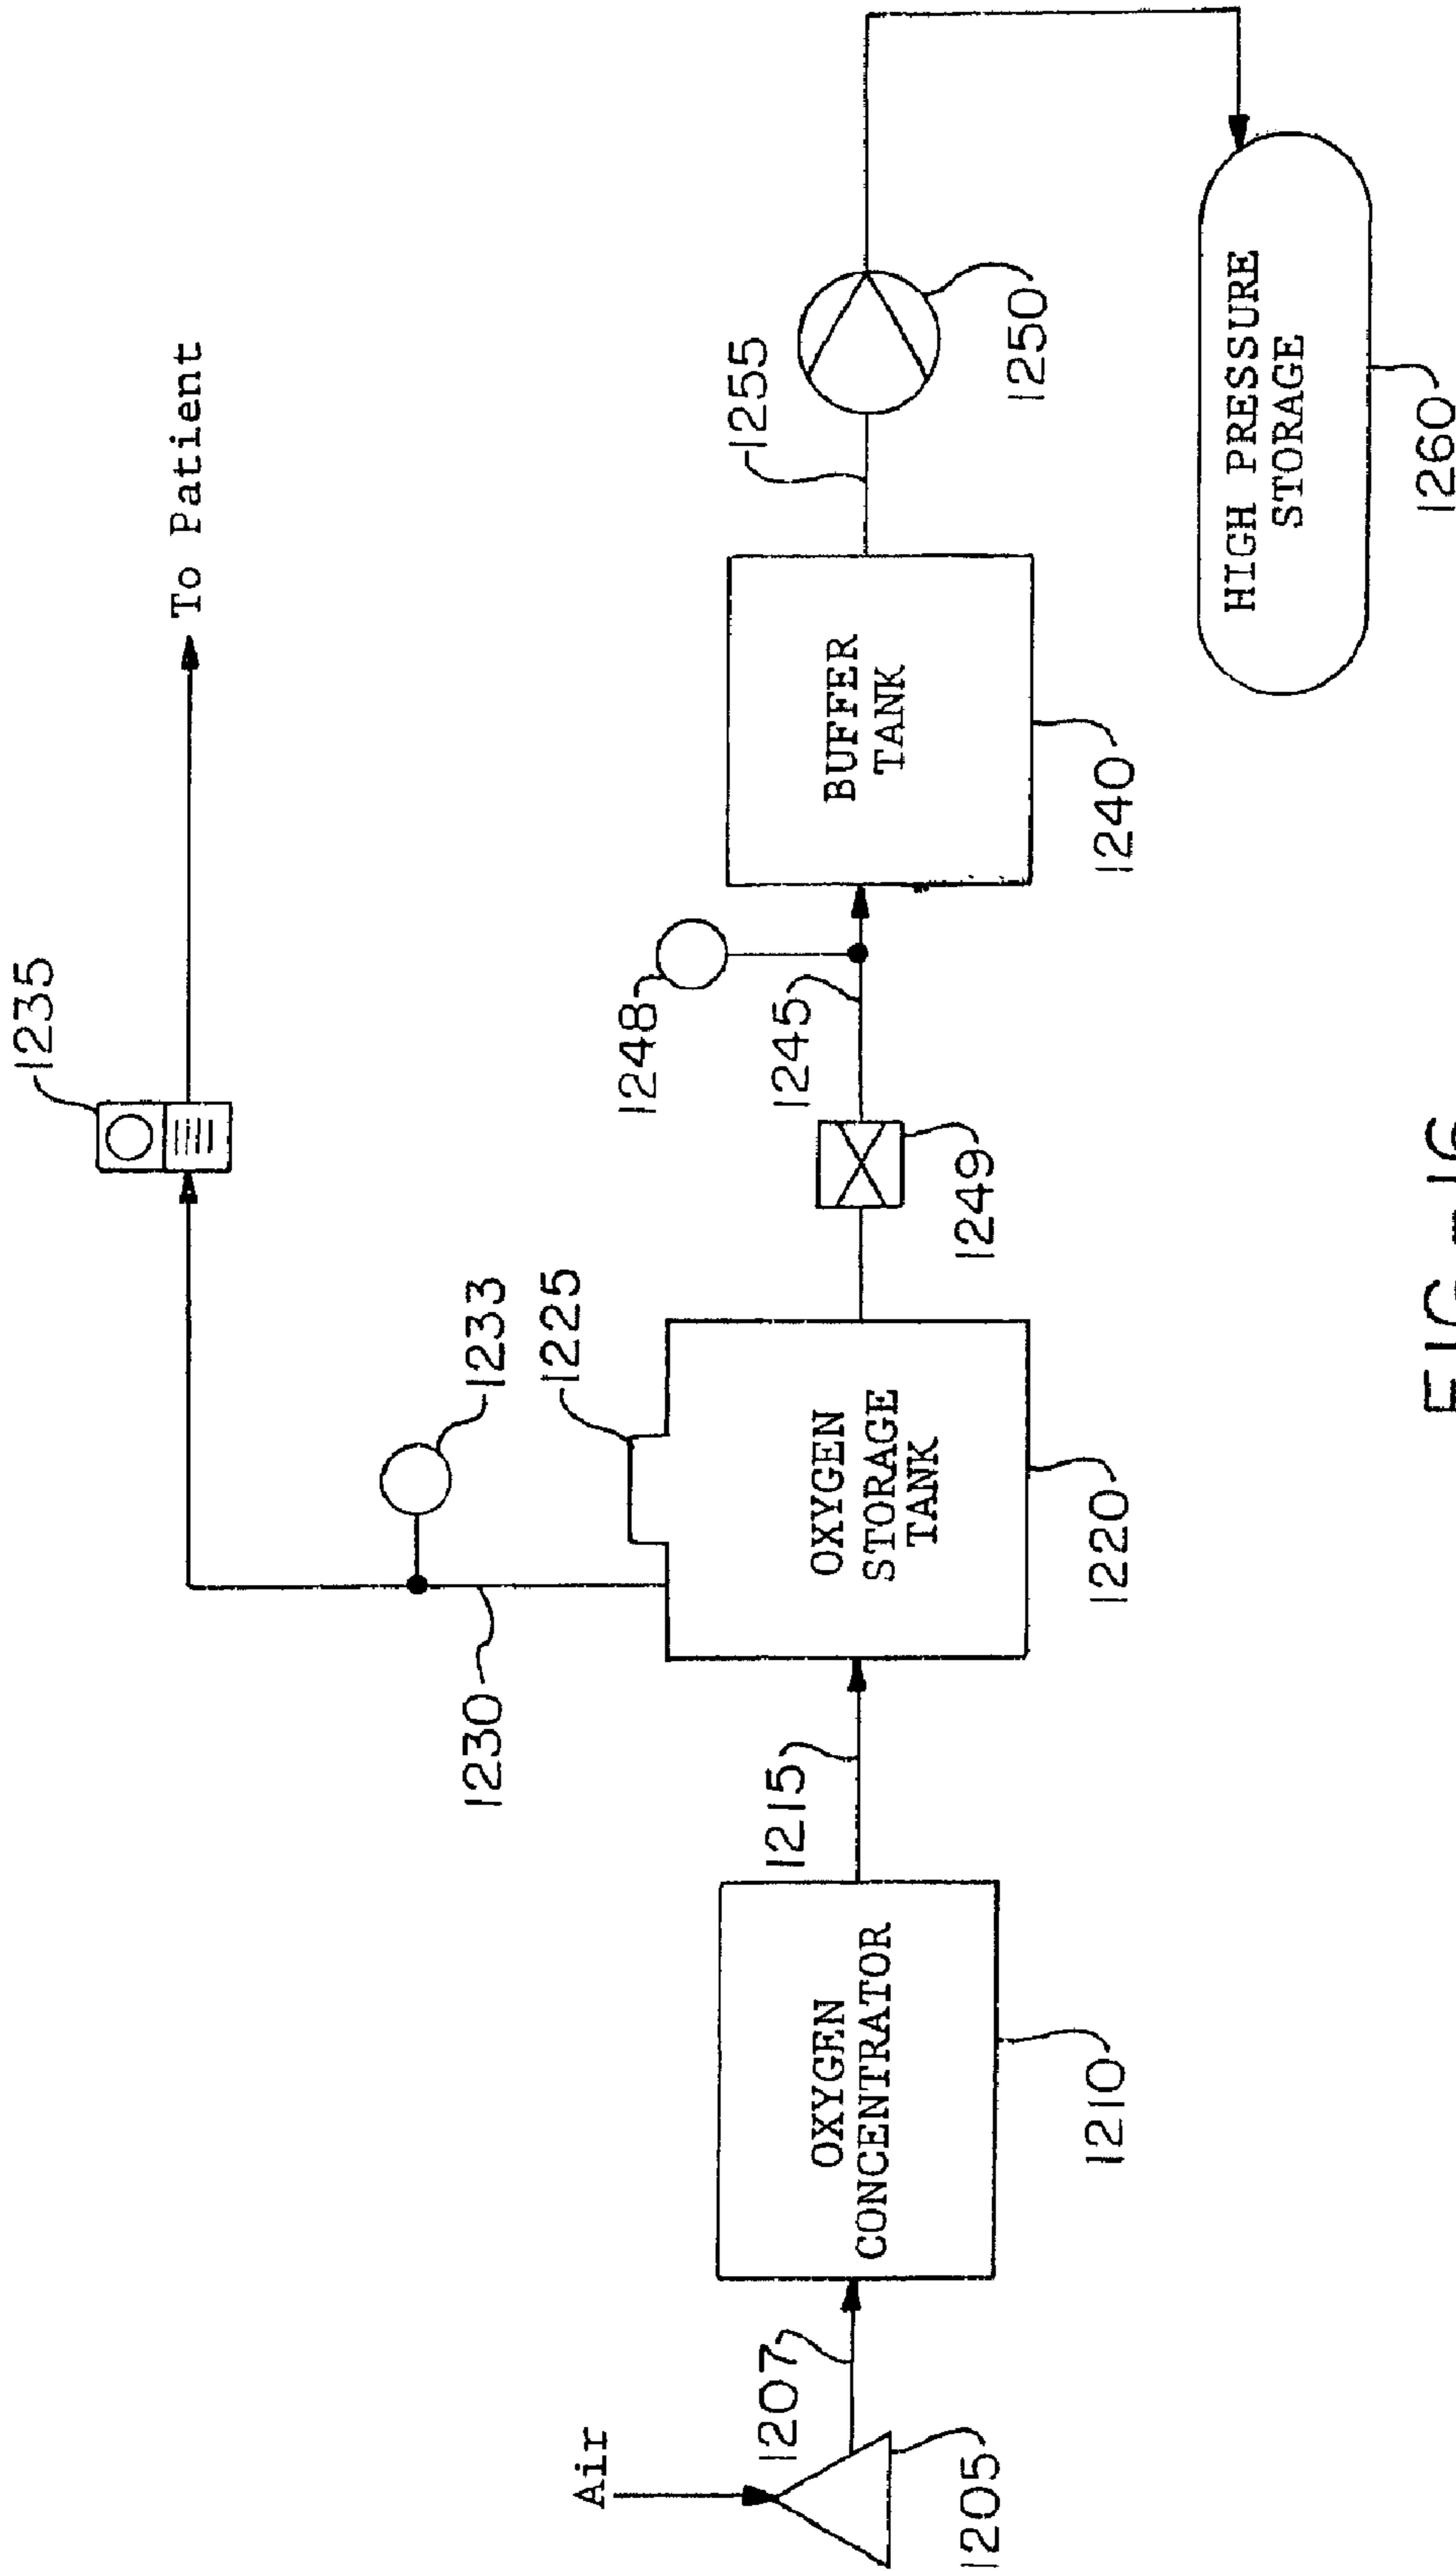 1235
To Patient
1233
1230
1225
1248
1255
1245
Air
1207
1215
OXYGEN
CONCENTRATOR
OXYGEN
STORAGE
TANK
BUFFER
TANK
1249
1250
1205
1210
1220
1240
HIGH PRESSURE
STORAGE
1260